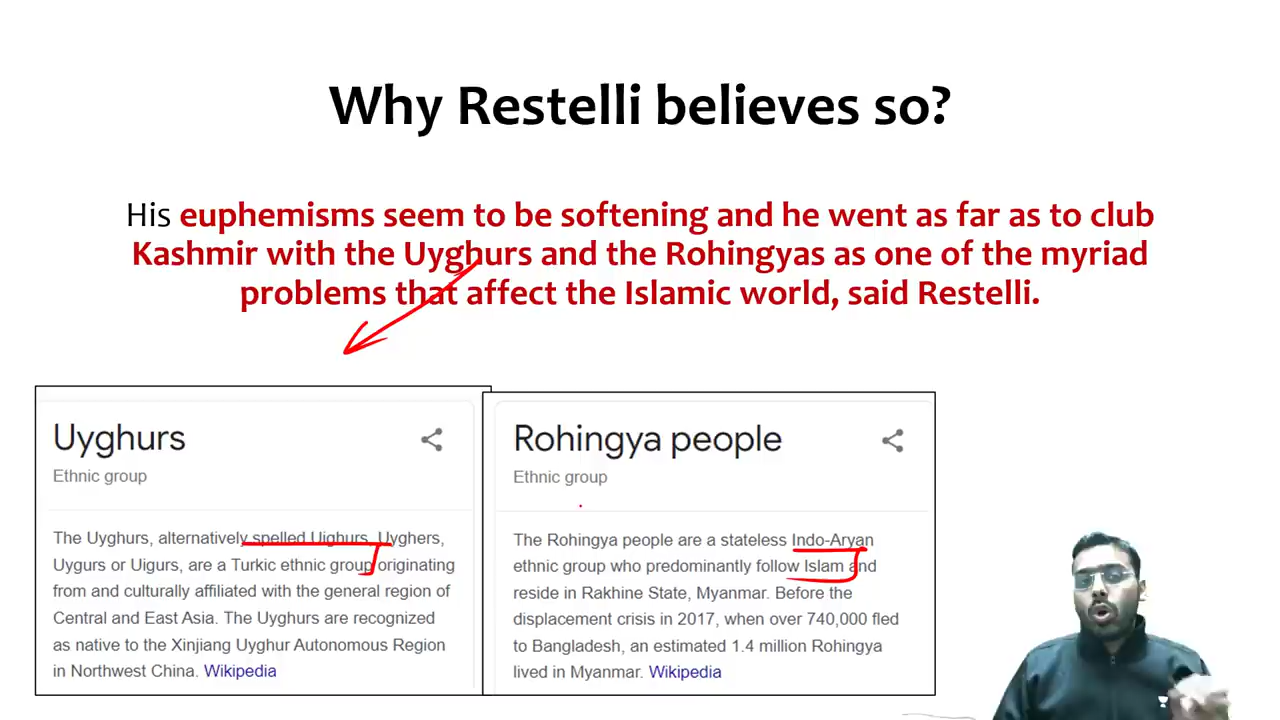 Why Restelli believes so?
His euphemisms seem to be softening and he went as far as to club
Kashmir with the Uyghurs and the Rohingyas as one of the myriad
problems that affect the Islamic world, said Restelli.
Uyghurs
Ethnic group
The Uyghurs, alternatively spelled Uighurs, Uyghers,
Uygurs or Uigurs, are a Turkic ethnic group originating
from and culturally affiliated with the general region of
Central and East Asia. The Uyghurs are recognized
as native to the Xinjiang Uyghur Autonomous Region
in Northwest China. Wikipedia
Rohingya people
Ethnic group
The Rohingya people are a stateless Indo-Aryan
ethnic group who predominantly follow Islam and
reside in Rakhine State, Myanmar. Before the
displacement crisis in 2017, when over 740,000 fled
to Bangladesh, an estimated 1.4 million Rohingya
lived in Myanmar. Wikipedia